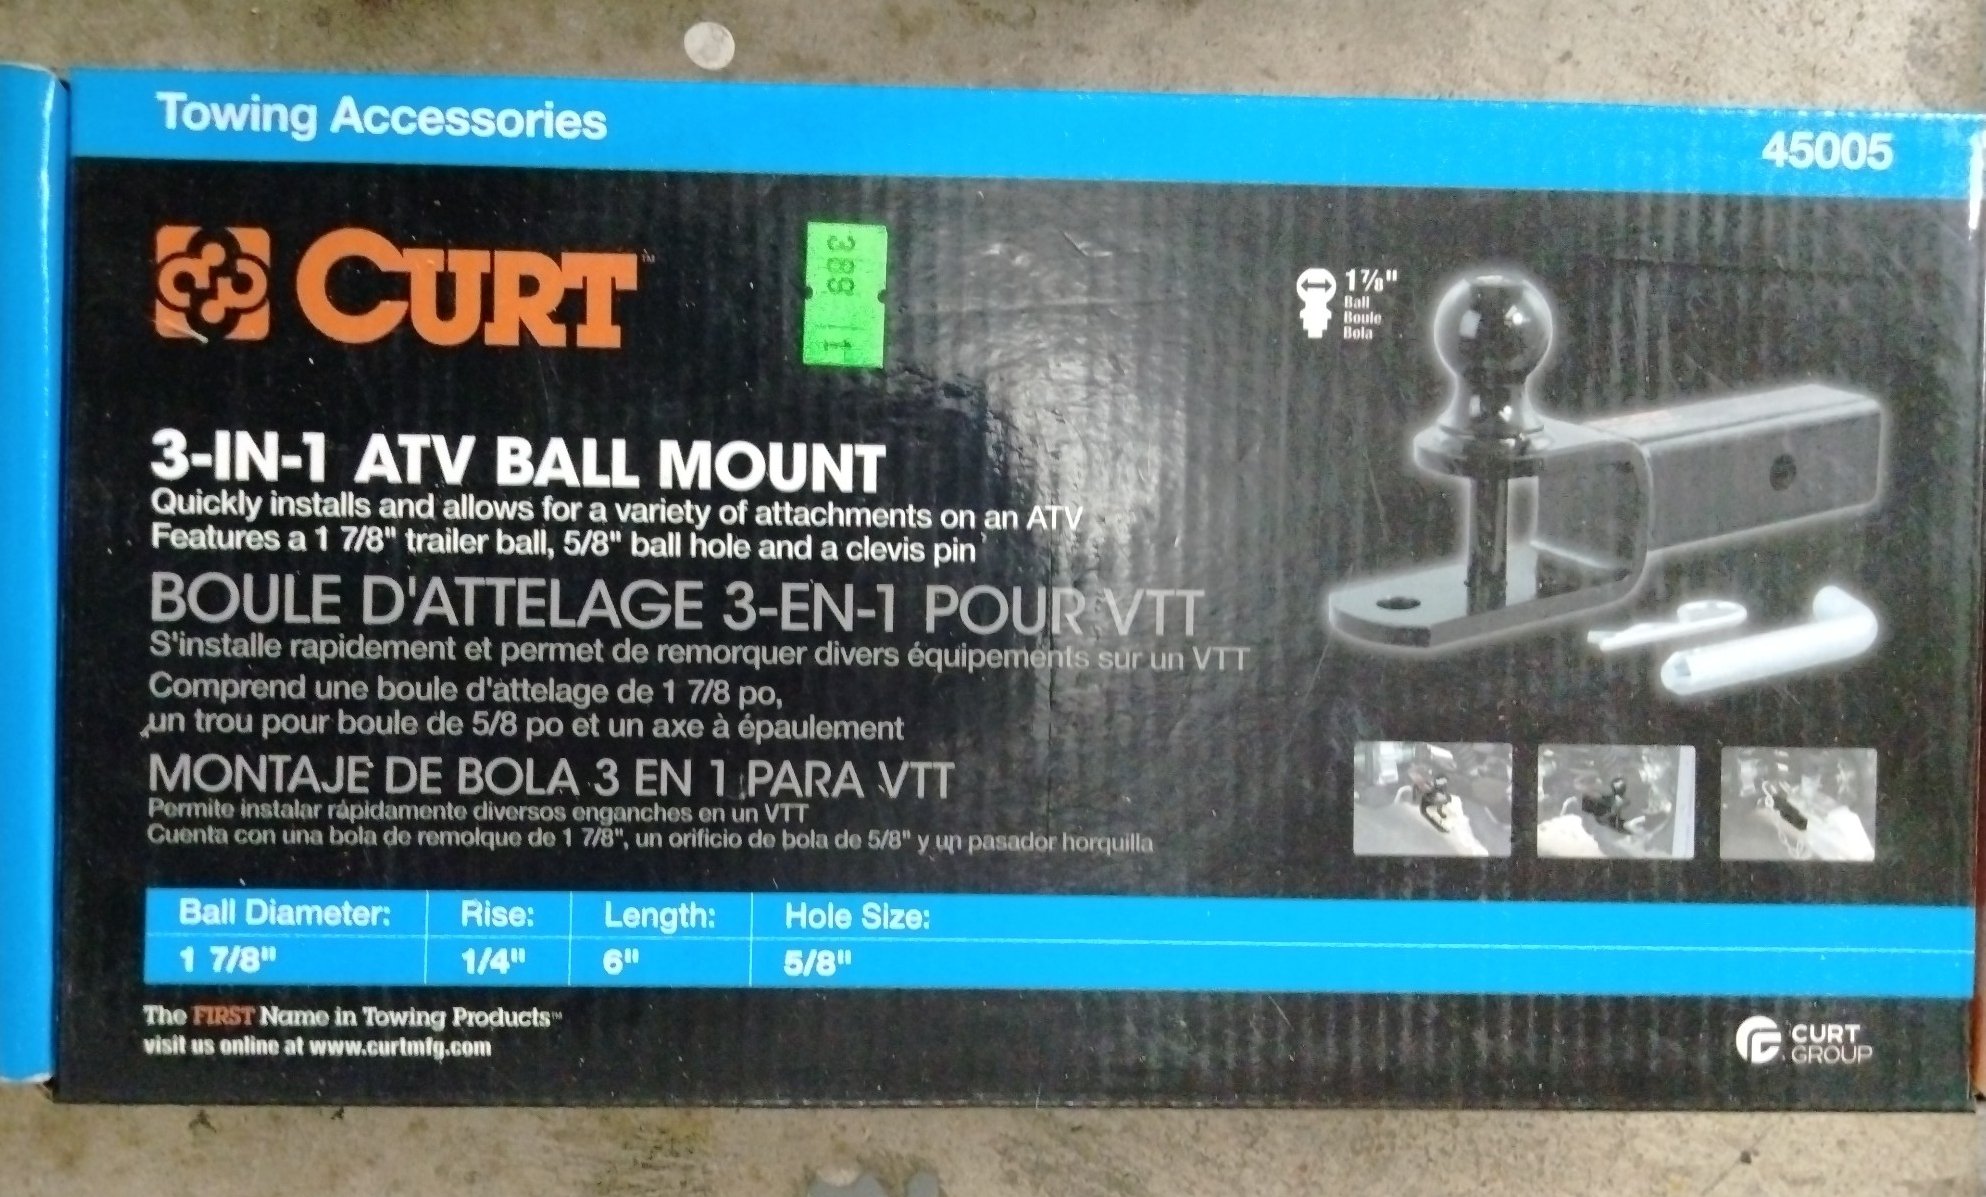 Towing Accessories
45005
CURT™
389 11
1 7/8"
Ball
Boule
Bola
3-IN-1 ATV BALL MOUNT
Quickly installs and allows for a variety of attachments on an ATV
Features a 1 7/8" trailer ball, 5/8" ball hole and a clevis pin
BOULE D'ATTELAGE 3-EN-1 POUR VTT
S'installe rapidement et permet de remorquer divers équipements sur un VTT
Comprend une boule d'attelage de 1 7/8 po,
un trou pour boule de 5/8 po et un axe à épaulement
MONTAJE DE BOLA 3 EN 1 PARA VTT
Permite instalar rápidamente diversos enganches en un VTT
Cuenta con una bola de remolque de 1 7/8", un orificio de bola de 5/8" y un pasador horquilla
Ball Diameter: Rise: Length: Hole Size:
1 7/8" 1/4" 6" 5/8"
The FIRST Name in Towing Products™
visit us online at www.curtmfg.com
CURT
GROUP